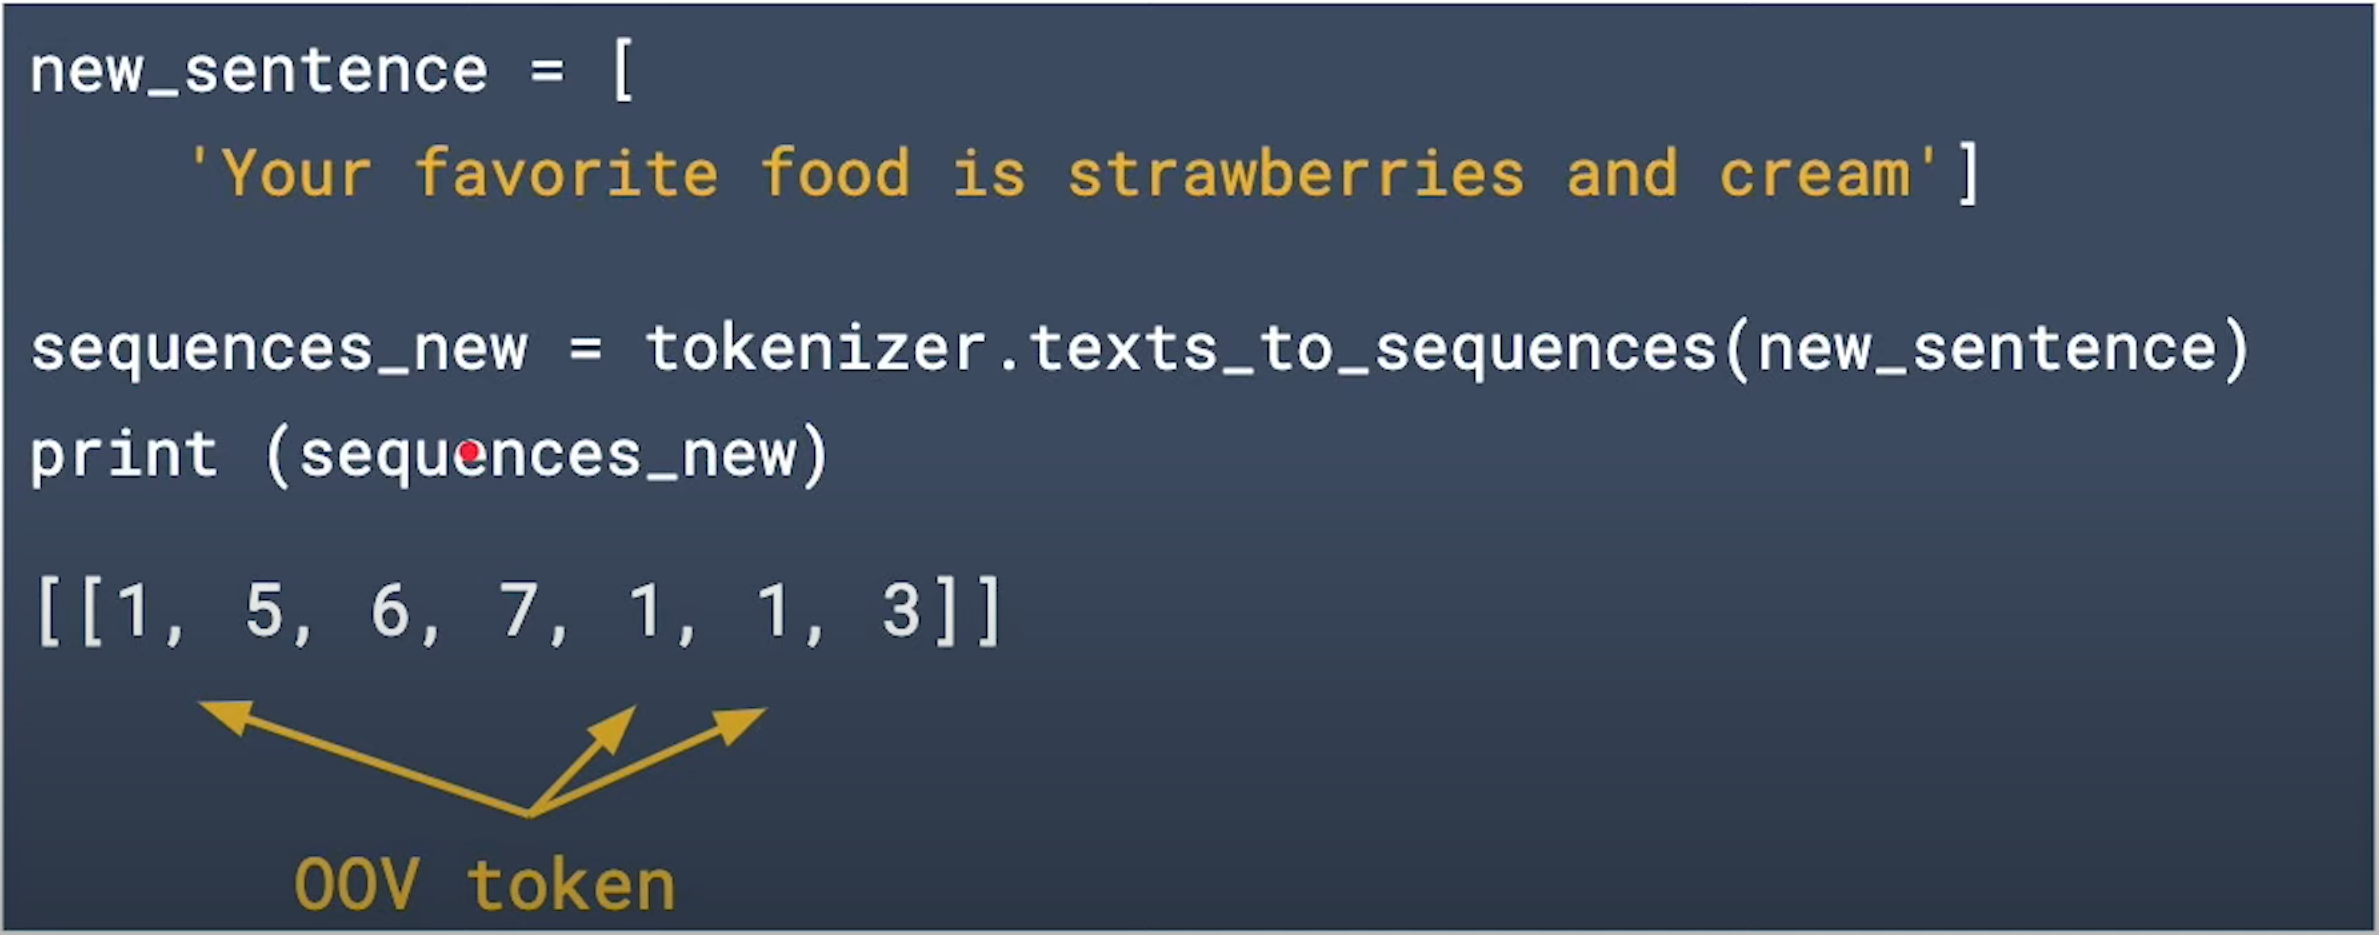 new_sentence = [
'Your favorite food is strawberries and cream']
sequences_new = tokenizer.texts_to_sequences(new_sentence)
print (sequences_new)
[[1, 5, 6, 7, 1, 1, 3]]
OOV token